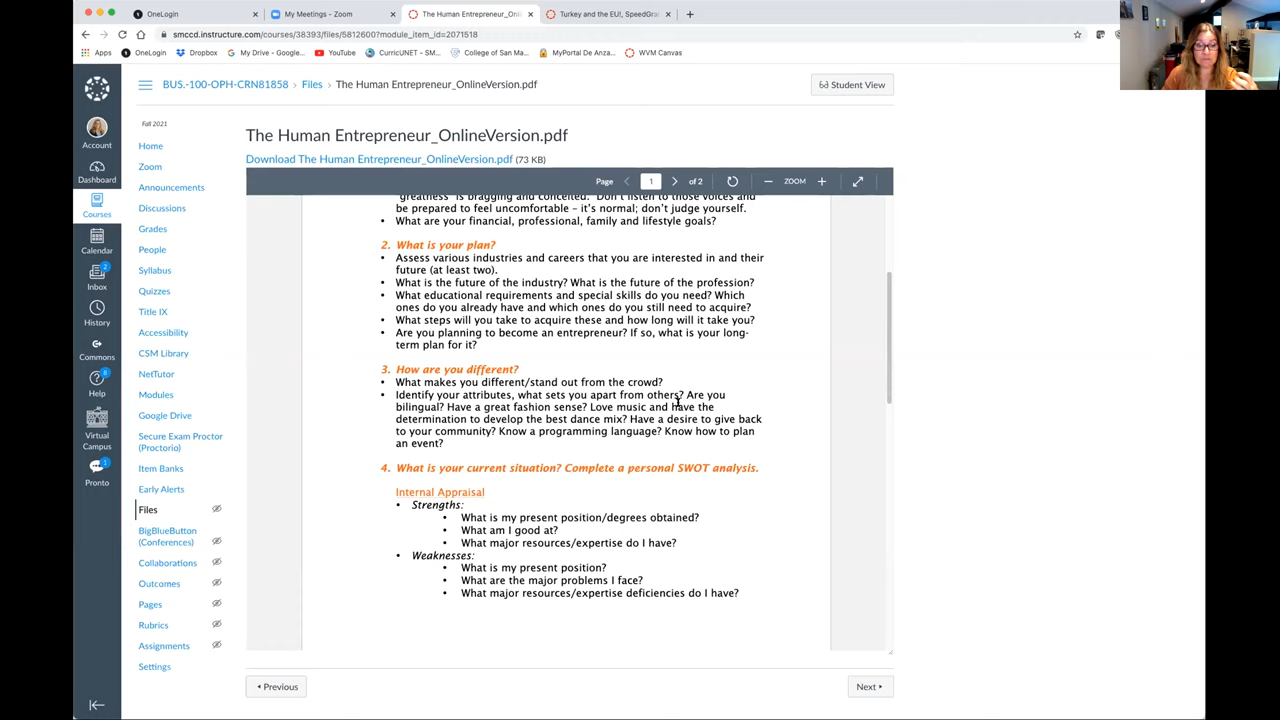 OneLogin
My Meetings - Zoom
The Human Entrepreneur_Onli
Turkey and the EU!, SpeedGra
smccd.instructure.com/courses/38393/files/5812600?module_item_id=2071518
Apps OneLogin Dropbox My Drive - Google... YouTube CurricUNET - SM... College of San Ma... MyPortal De Anza... WVM Canvas
BUS.-100-OPH-CRN81858 › Files › The Human Entrepreneur_OnlineVersion.pdf
Student View
Account
Dashboard
Courses
Calendar
2
Inbox
History
Commons
8
Help
Virtual
Campus
1
Pronto
Fall 2021
Home
Zoom
Announcements
Discussions
Grades
People
Syllabus
Quizzes
Title IX
Accessibility
CSM Library
NetTutor
Modules
Google Drive
Secure Exam Proctor
(Proctorio)
Item Banks
Early Alerts
Files
BigBlueButton
(Conferences)
Collaborations
Outcomes
Pages
Rubrics
Assignments
Settings
The Human Entrepreneur_OnlineVersion.pdf
Download The Human Entrepreneur_OnlineVersion.pdf (73 KB)
Page 1 of 2 ZOOM
"greatness" is bragging and conceited. Don't listen to those voices and
be prepared to feel uncomfortable – it's normal; don't judge yourself.
• What are your financial, professional, family and lifestyle goals?
2. What is your plan?
• Assess various industries and careers that you are interested in and their
future (at least two).
• What is the future of the industry? What is the future of the profession?
• What educational requirements and special skills do you need? Which
ones do you already have and which ones do you still need to acquire?
• What steps will you take to acquire these and how long will it take you?
• Are you planning to become an entrepreneur? If so, what is your long-
term plan for it?
3. How are you different?
• What makes you different/stand out from the crowd?
• Identify your attributes, what sets you apart from others? Are you
bilingual? Have a great fashion sense? Love music and have the
determination to develop the best dance mix? Have a desire to give back
to your community? Know a programming language? Know how to plan
an event?
4. What is your current situation? Complete a personal SWOT analysis.
Internal Appraisal
• Strengths:
• What is my present position/degrees obtained?
• What am I good at?
• What major resources/expertise do I have?
• Weaknesses:
• What is my present position?
• What are the major problems I face?
• What major resources/expertise deficiencies do I have?
Previous
Next